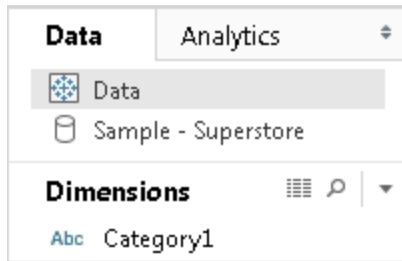 Data Analytics
Data
Sample - Superstore
Dimensions
Abc Category1